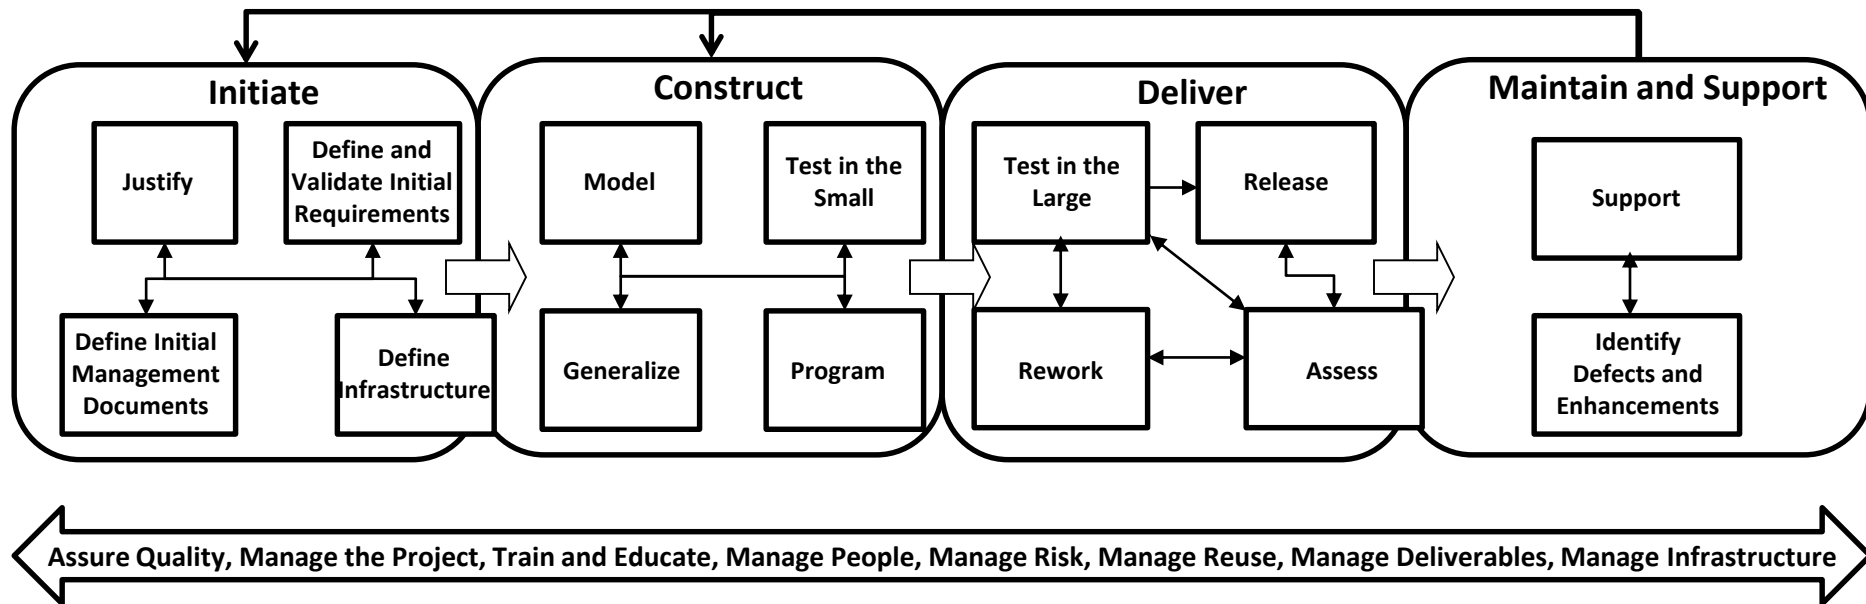 Initiate
Justify
Define and
Validate Initial
Requirements
Define Initial
Management
Documents
Define
Infrastructure
Construct
Model
Test in the
Small
Generalize
Program
Deliver
Test in the
Large
Release
Rework
Assess
Maintain and Support
Support
Identify
Defects and
Enhancements
Assure Quality, Manage the Project, Train and Educate, Manage People, Manage Risk, Manage Reuse, Manage Deliverables, Manage Infrastructure